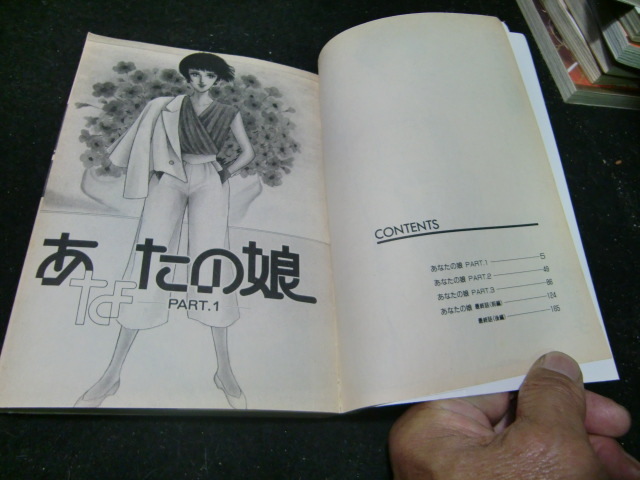 あなたの娘
PART.1
CONTENTS
あなたの娘 PART.1 5
あなたの娘 PART.2 49
あなたの娘 PART.3 86
あなたの娘 最終話(前編) 124
最終話(後編) 165